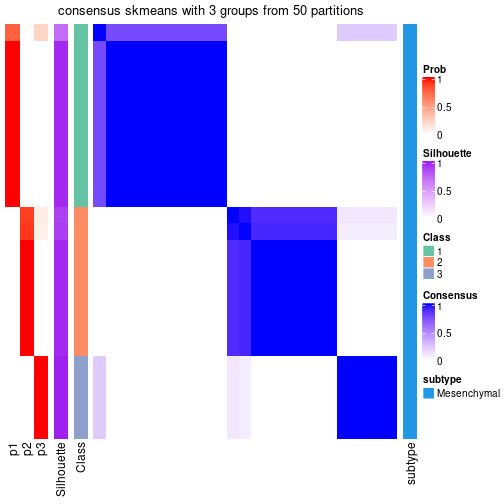 consensus skmeans with 3 groups from 50 partitions
Prob
1
0.5
0
Silhouette
1
0.5
0
Class
1
2
3
Consensus
1
0.5
0
subtype
Mesenchymal
p1
p2
p3
Silhouette
Class
subtype